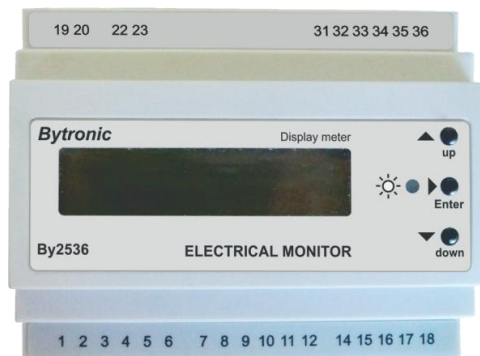 19 20 22 23 31 32 33 34 35 36
Bytronic Display meter
up
Enter
By2536 ELECTRICAL MONITOR down
1 2 3 4 5 6 7 8 9 10 11 12 14 15 16 17 18